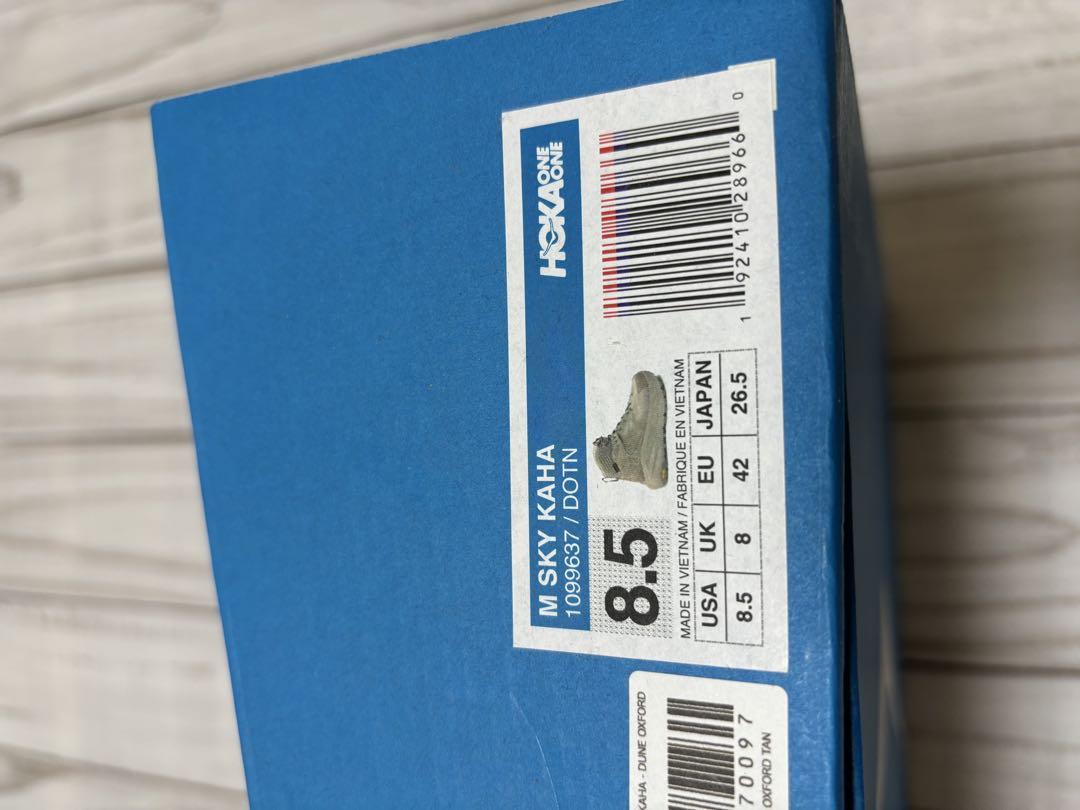 M SKY KAHA
1099637 / DOTN
HOKA ONE ONE
8.5
MADE IN VIETNAM / FABRIQUE EN VIETNAM
USA UK EU JAPAN
8.5 8 42 26.5
1 92410 28966 0
KAHA - DUNE OXFORD
70097
OXFORD TAN